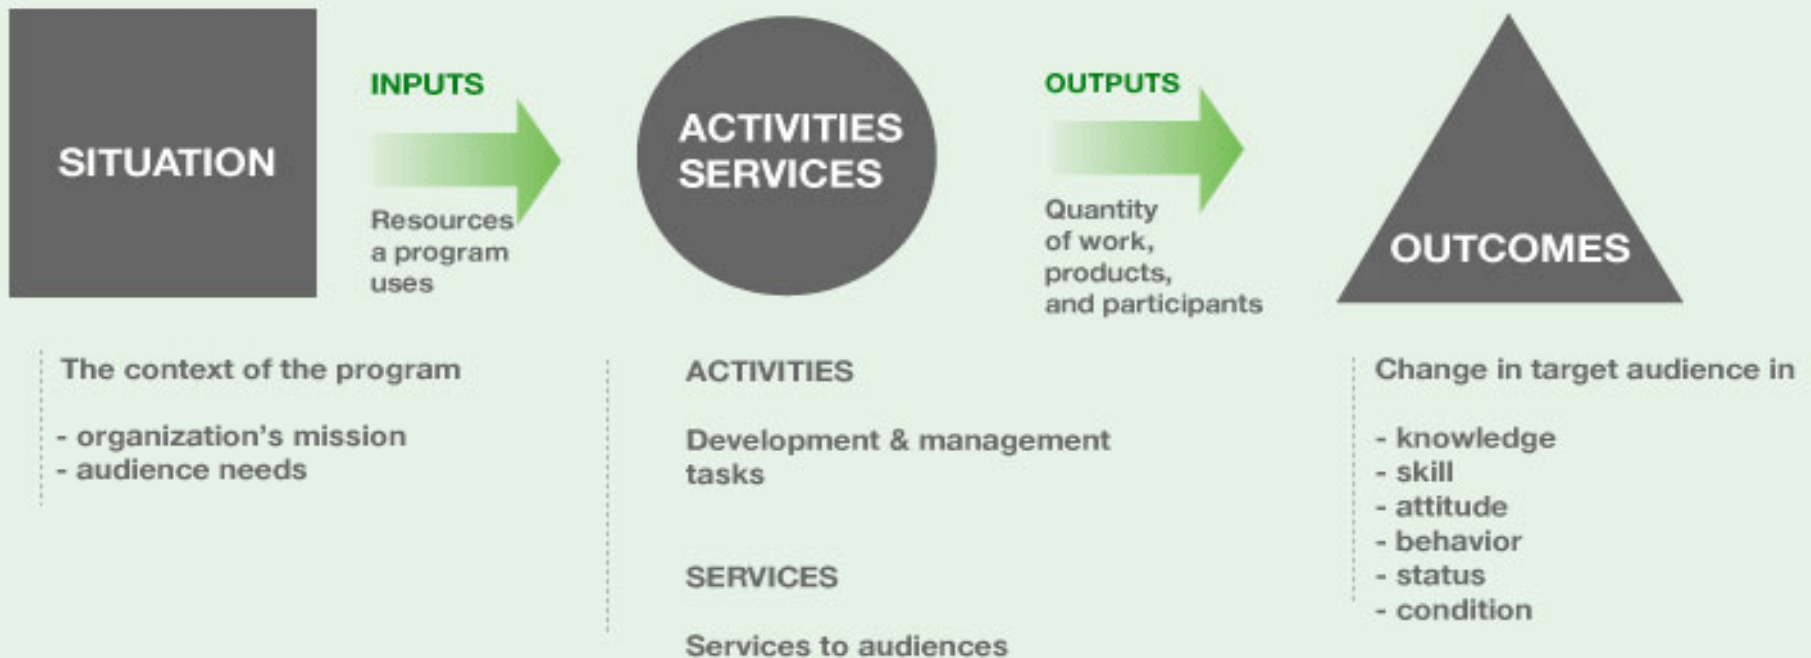 SITUATION
INPUTS
Resources
a program
uses
ACTIVITIES
SERVICES
OUTPUTS
Quantity
of work,
products,
and participants
OUTCOMES
The context of the program
- organization's mission
- audience needs
ACTIVITIES
Development & management
tasks
SERVICES
Services to audiences
Change in target audience in
- knowledge
- skill
- attitude
- behavior
- status
- condition